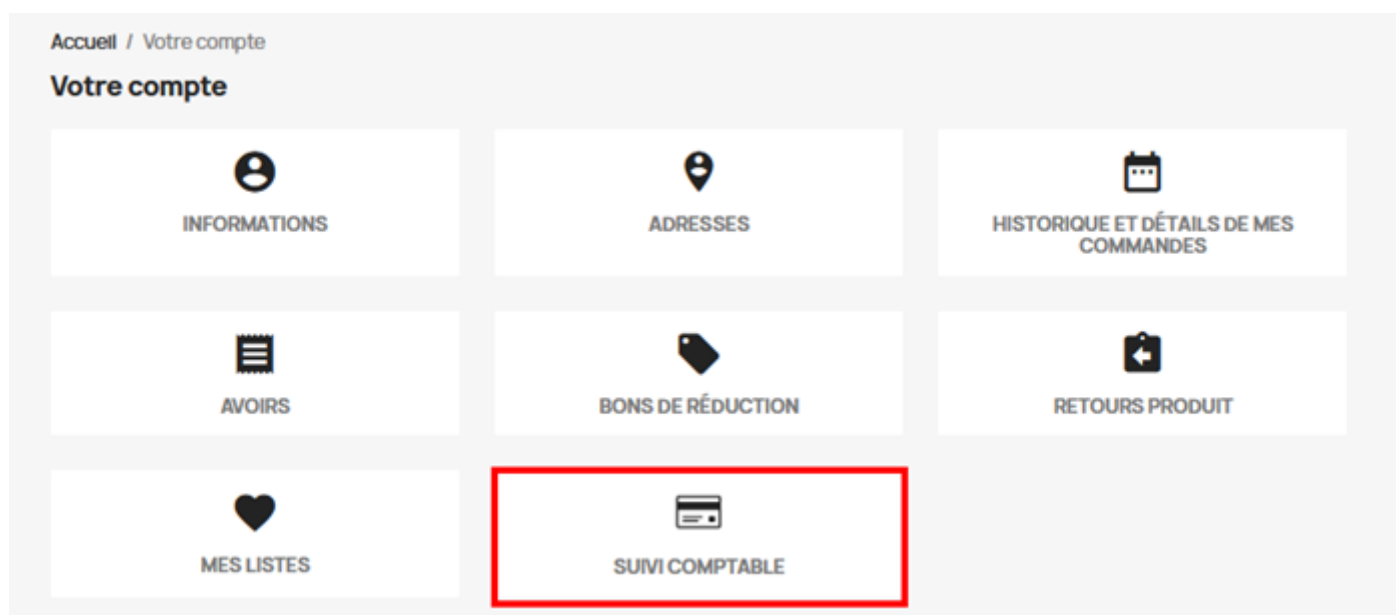 Accueil / Votre compte
Votre compte
INFORMATIONS
ADRESSES
HISTORIQUE ET DÉTAILS DE MES
COMMANDES
AVOIRS
BONS DE RÉDUCTION
RETOURS PRODUIT
MES LISTES
SUIVI COMPTABLE